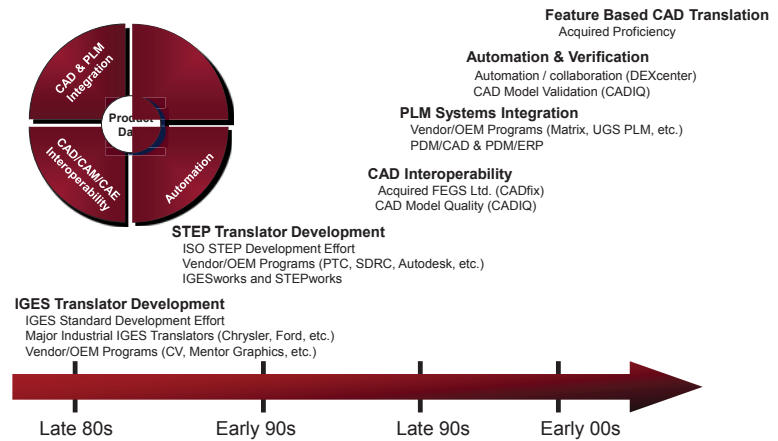 Feature Based CAD Translation
Acquired Proficiency
Automation & Verification
Automation / collaboration (DEXcenter)
CAD Model Validation (CADIQ)
PLM Systems Integration
Vendor/OEM Programs (Matrix, UGS PLM, etc.)
PDM/CAD & PDM/ERP
CAD Interoperability
Acquired FEGS Ltd. (CADfix)
CAD Model Quality (CADIQ)
STEP Translator Development
ISO STEP Development Effort
Vendor/OEM Programs (PTC, SDRC, Autodesk, etc.)
IGESworks and STEPworks
IGES Translator Development
IGES Standard Development Effort
Major Industrial IGES Translators (Chrysler, Ford, etc.)
Vendor/OEM Programs (CV, Mentor Graphics, etc.)
CAD & PLM
Integration
Product
CAD/CAM/CAE
Interoperability
Automation
Late 80s
Early 90s
Late 90s
Early 00s